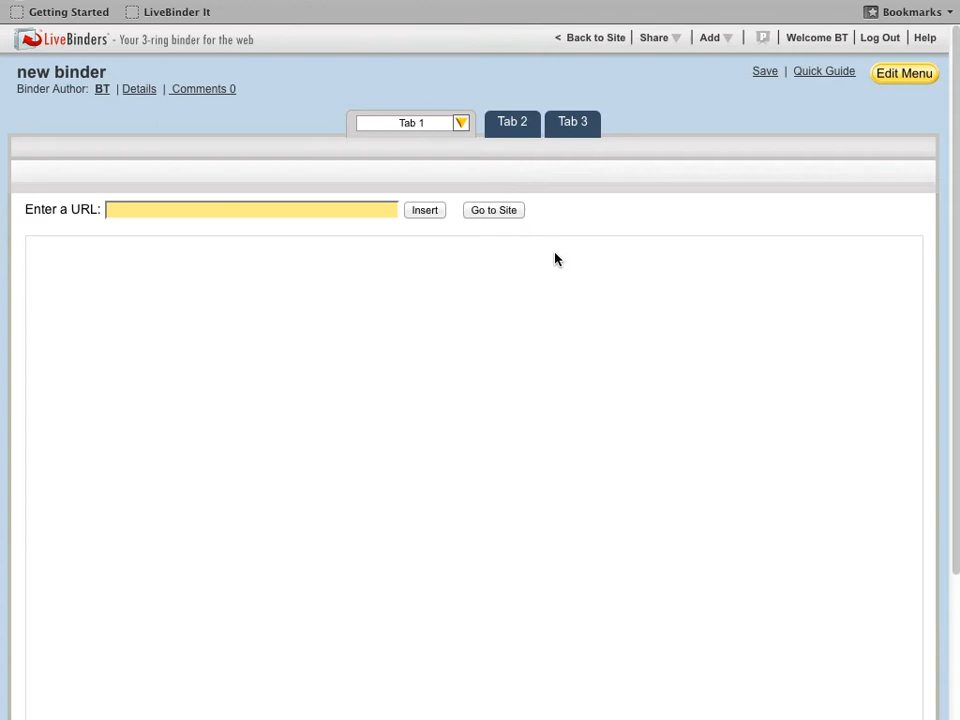 Getting Started LiveBinder It Bookmarks
LiveBinders - Your 3-ring binder for the web < Back to Site | Share | Add | | Welcome BT | Log Out | Help
new binder Save | Quick Guide Edit Menu
Binder Author: BT | Details | Comments 0
Tab 1 Tab 2 Tab 3
Enter a URL: Insert Go to Site